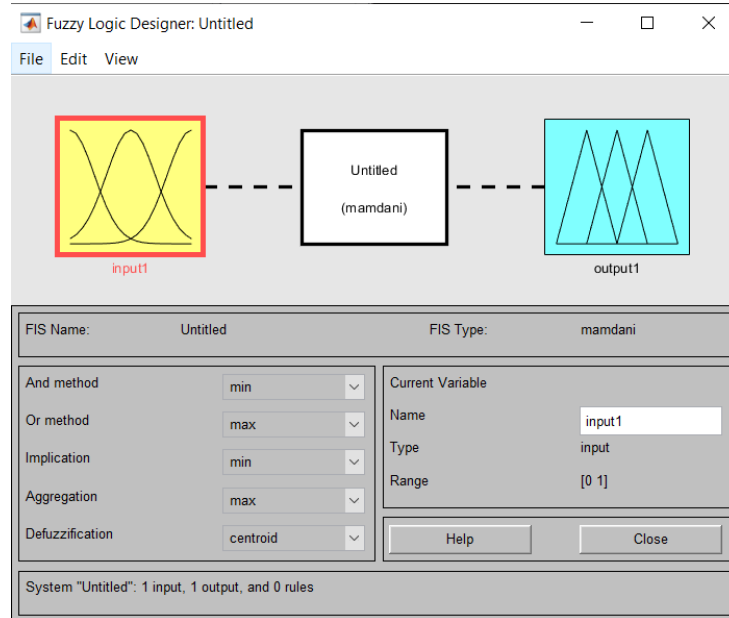 Fuzzy Logic Designer: Untitled
File Edit View
Untitled
(mamdani)
input1
output1
FIS Name: Untitled FIS Type: mamdani
And method min
Or method max
Implication min
Aggregation max
Defuzzification centroid
Current Variable
Name input1
Type input
Range [0 1]
Help Close
System "Untitled": 1 input, 1 output, and 0 rules